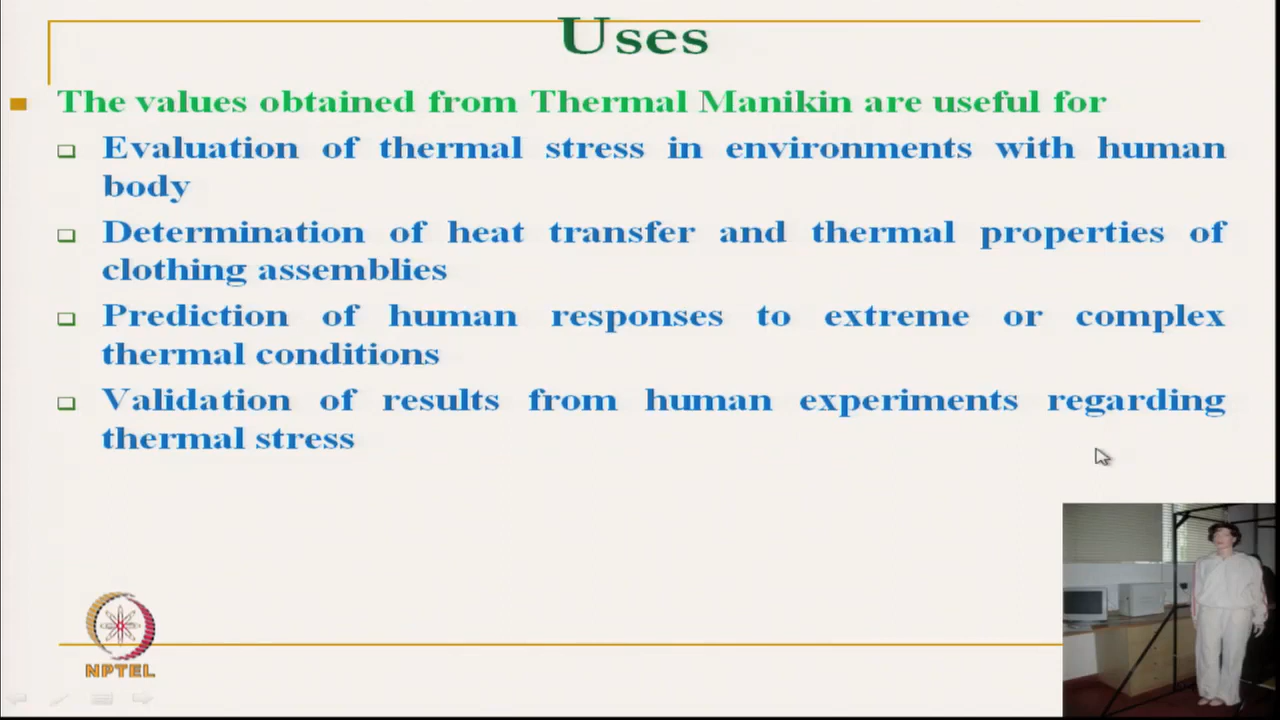 Uses
The values obtained from Thermal Manikin are useful for
Evaluation of thermal stress in environments with human
body
Determination of heat transfer and thermal properties of
clothing assemblies
Prediction of human responses to extreme or complex
thermal conditions
Validation of results from human experiments regarding
thermal stress
NPTEL